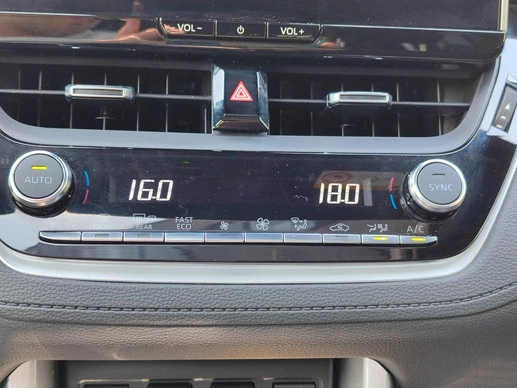 VOL− VOL+
AUTO 16.0 18.0 SYNC
REAR FAST ECO A/C